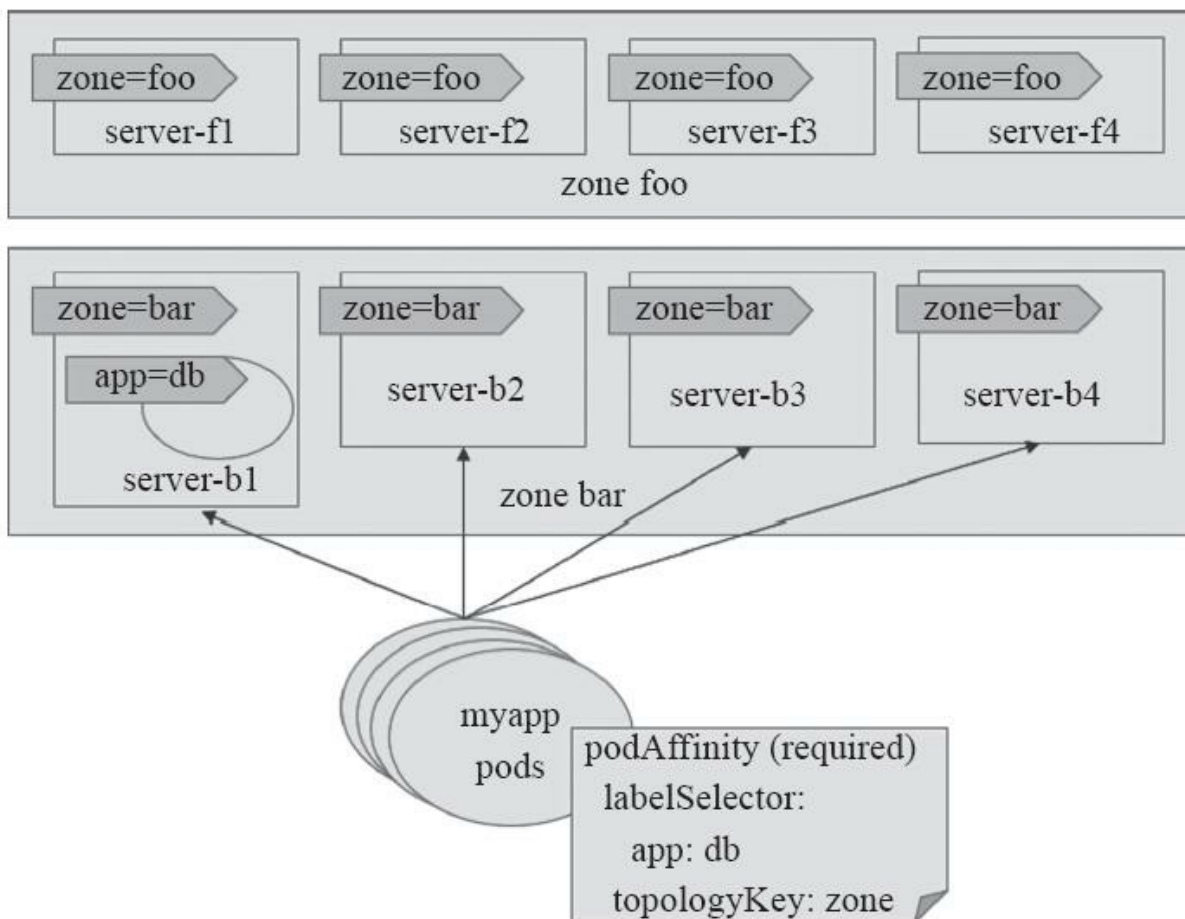 zone=foo
server-f1
zone=foo
server-f2
zone=foo
server-f3
zone=foo
server-f4
zone foo
zone=bar
app=db
server-b1
zone=bar
server-b2
zone=bar
server-b3
zone=bar
server-b4
zone bar
myapp
pods
podAffinity (required)
labelSelector:
app: db
topologyKey: zone